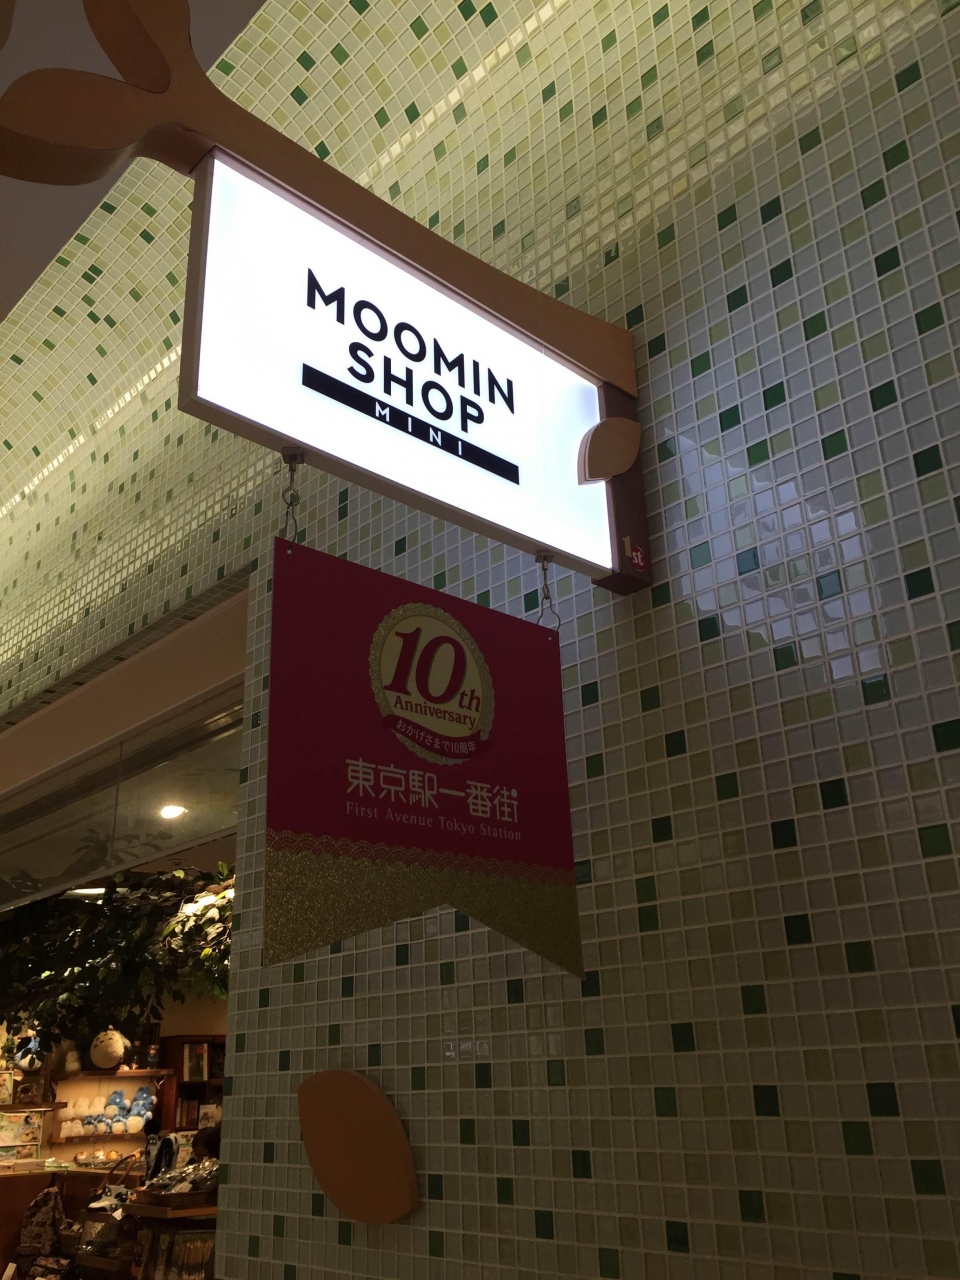 MOOMIN
SHOP
MINI
1st
10th
Anniversary
おかげさまで10周年
東京駅一番街
First Avenue Tokyo Station